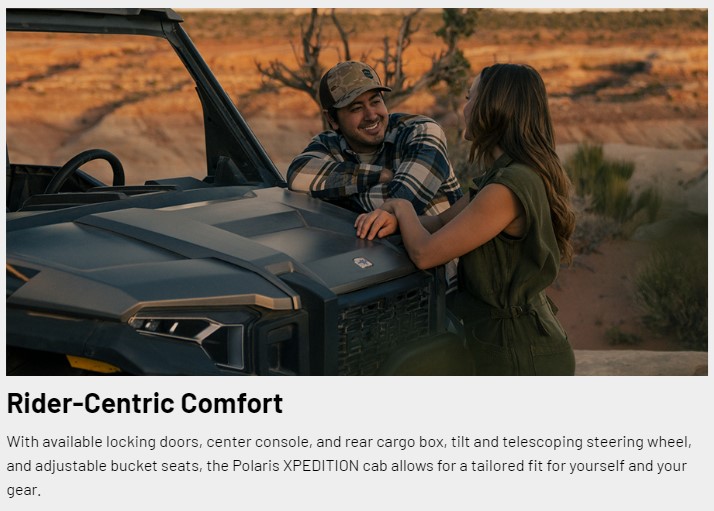 Rider-Centric Comfort
With available locking doors, center console, and rear cargo box, tilt and telescoping steering wheel,
and adjustable bucket seats, the Polaris XPEDITION cab allows for a tailored fit for yourself and your
gear.